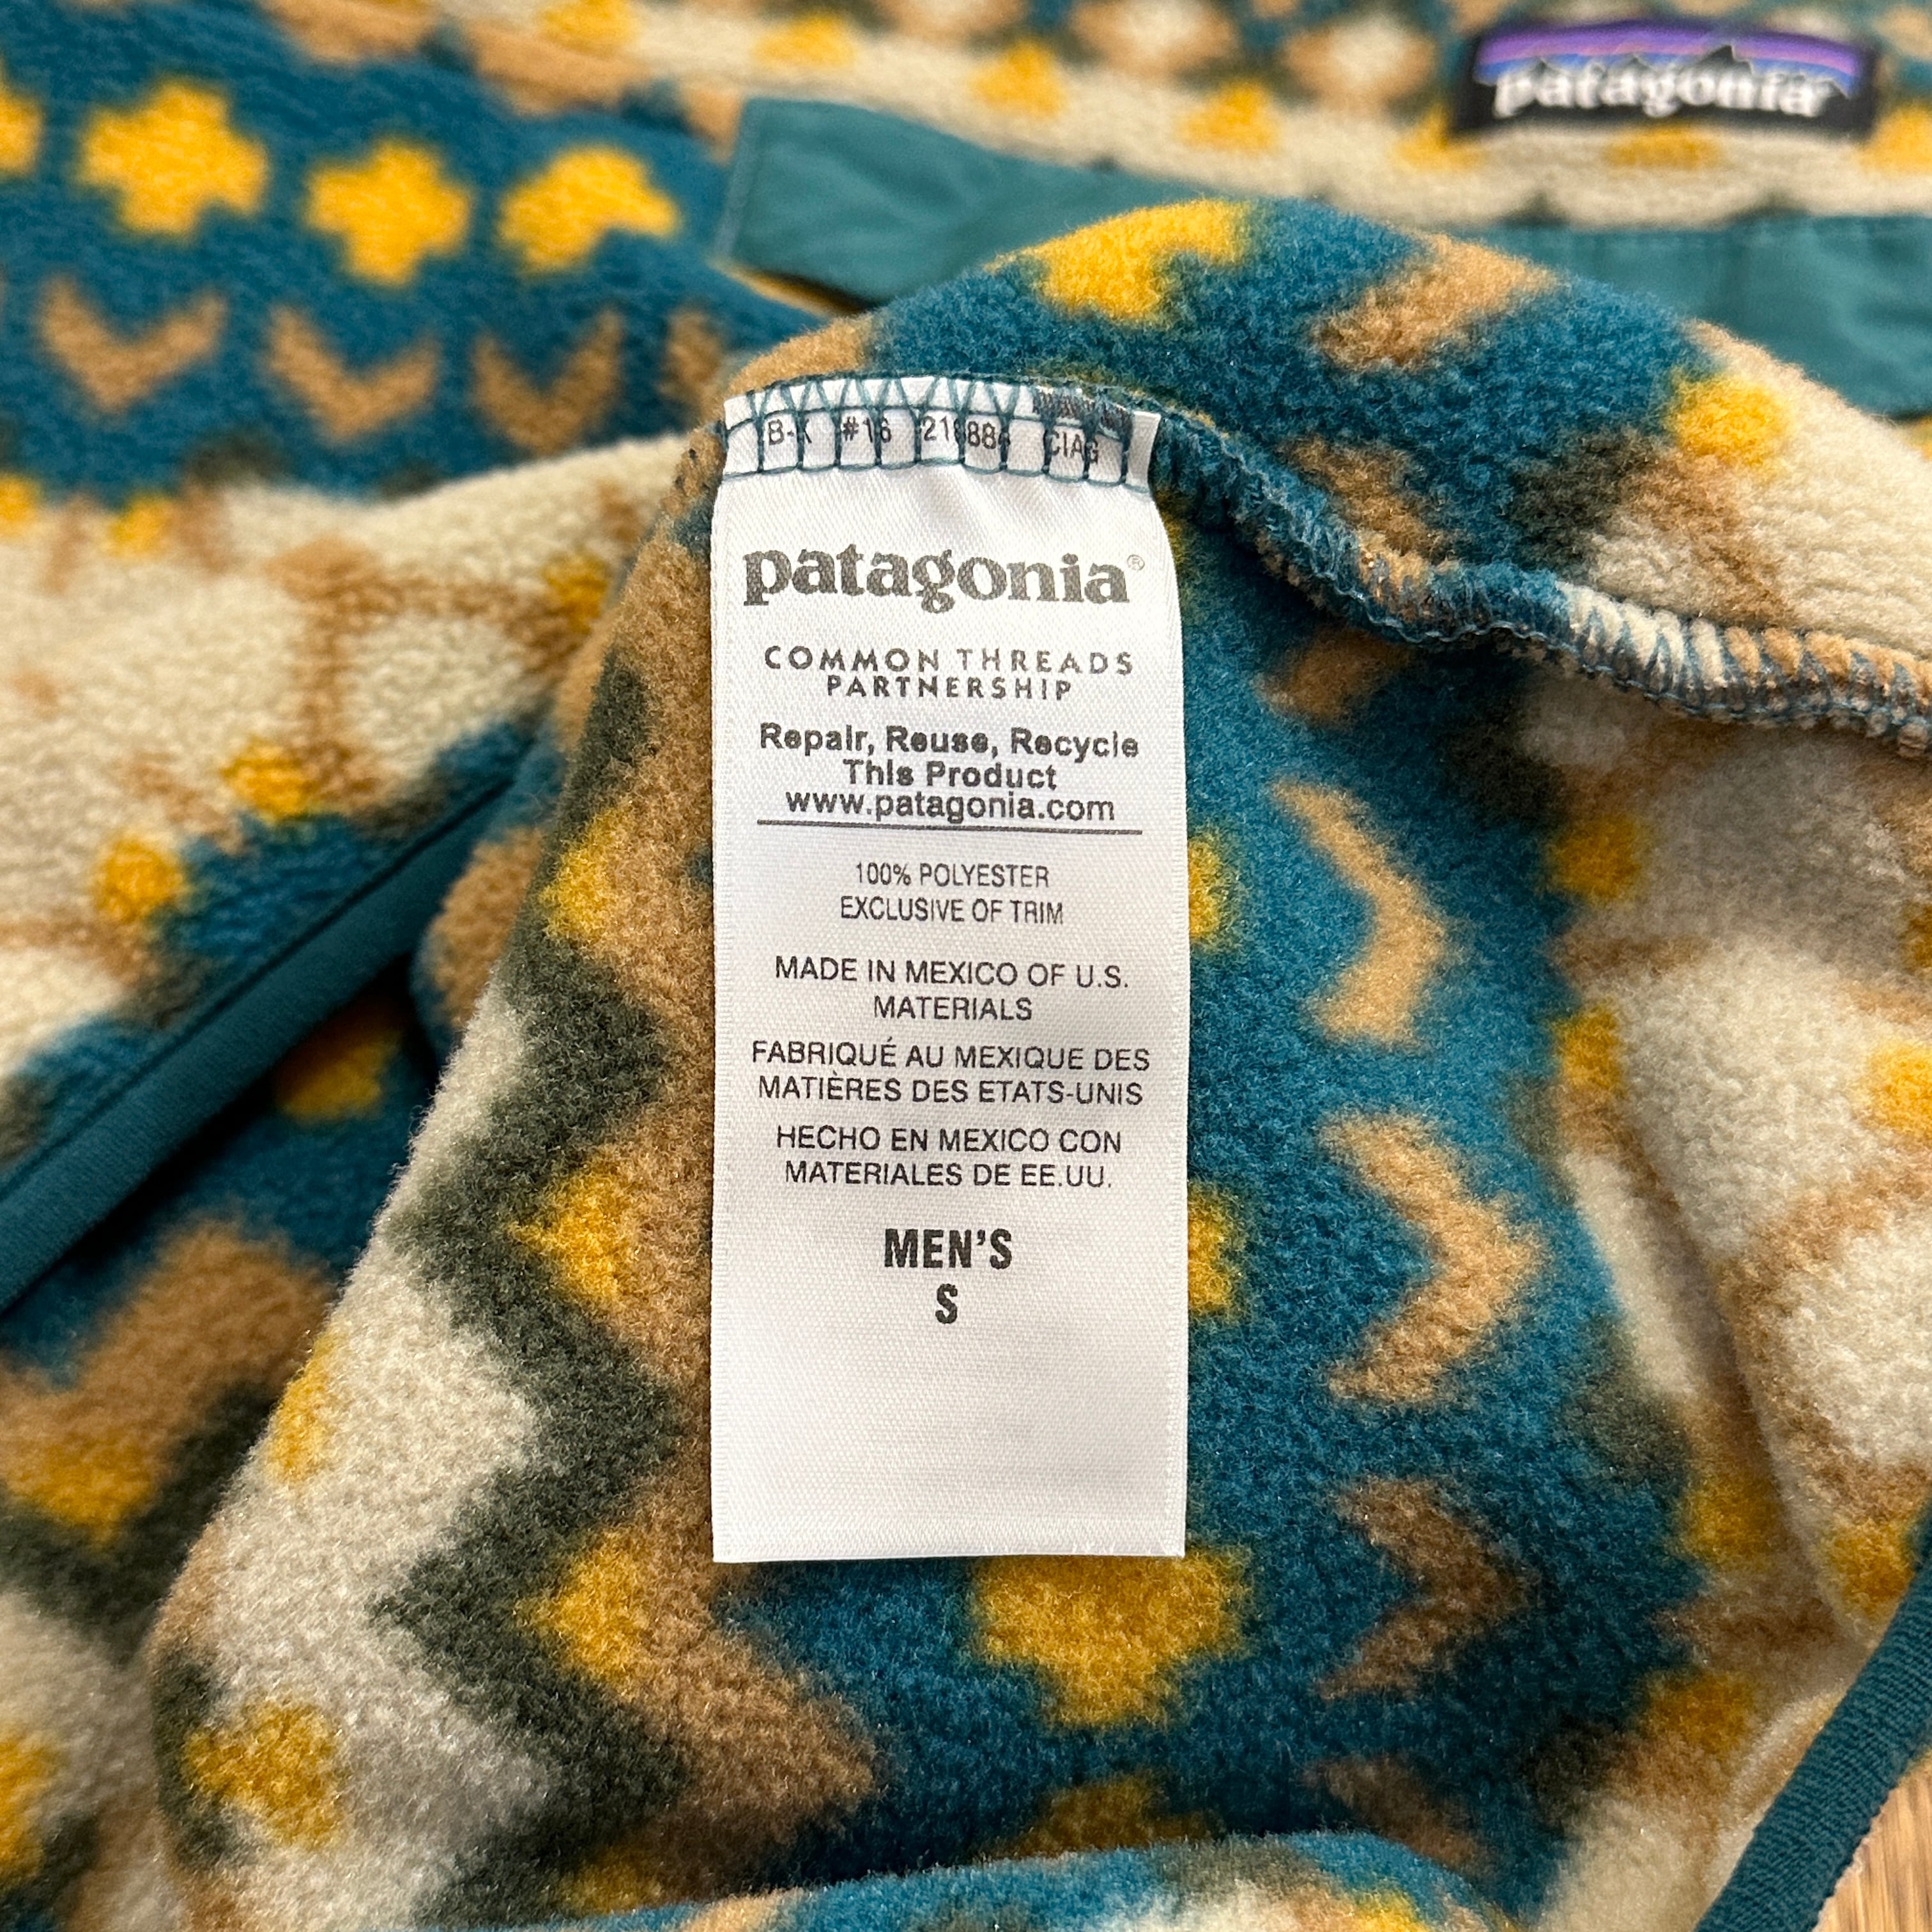 patagonia
B-K #16 CIAG
patagonia®
COMMON THREADS
PARTNERSHIP
Repair, Reuse, Recycle
This Product
www.patagonia.com
100% POLYESTER
EXCLUSIVE OF TRIM
MADE IN MEXICO OF U.S.
MATERIALS
FABRIQUÉ AU MEXIQUE DES
MATIÈRES DES ETATS-UNIS
HECHO EN MEXICO CON
MATERIALES DE EE.UU.
MEN'S
S